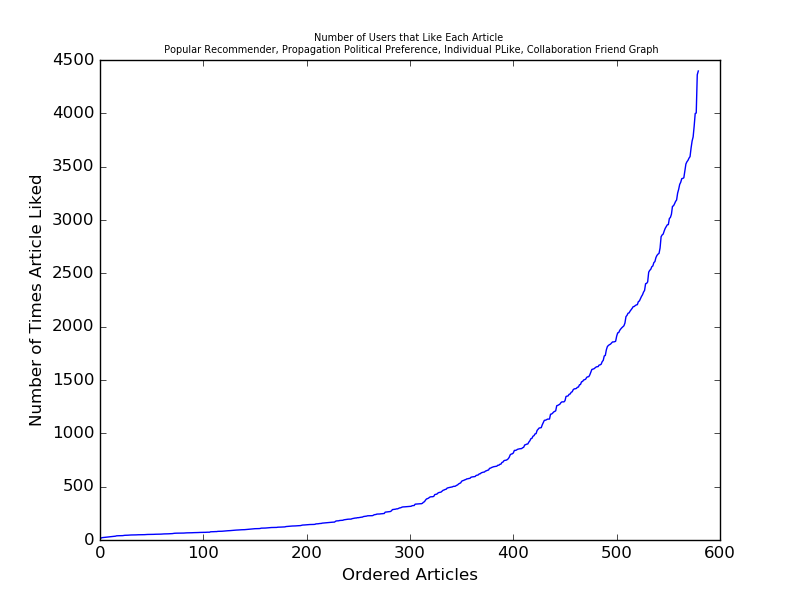 Number of Users that Like Each Article
Popular Recommender, Propagation Political Preference, Individual PLike, Collaboration Friend Graph
4500
4000
3500
3000
2500
2000
1500
1000
500
0
Number of Times Article Liked
0 100 200 300 400 500 600
Ordered Articles